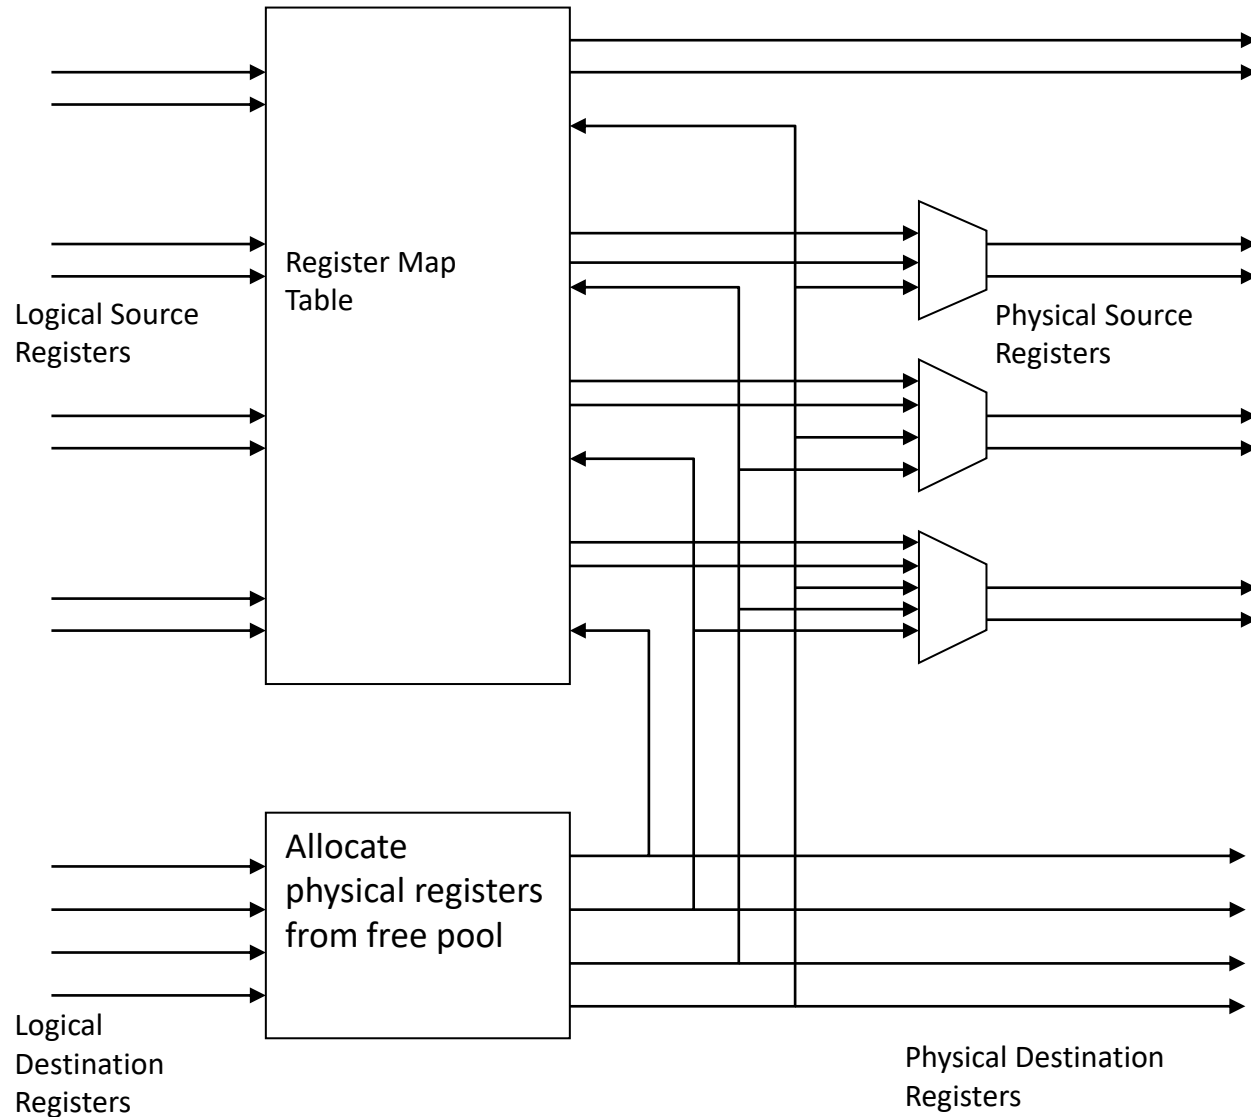 Register Map
Table
Logical Source
Registers
Physical Source
Registers
Allocate
physical registers
from free pool
Logical
Destination
Registers
Physical Destination
Registers